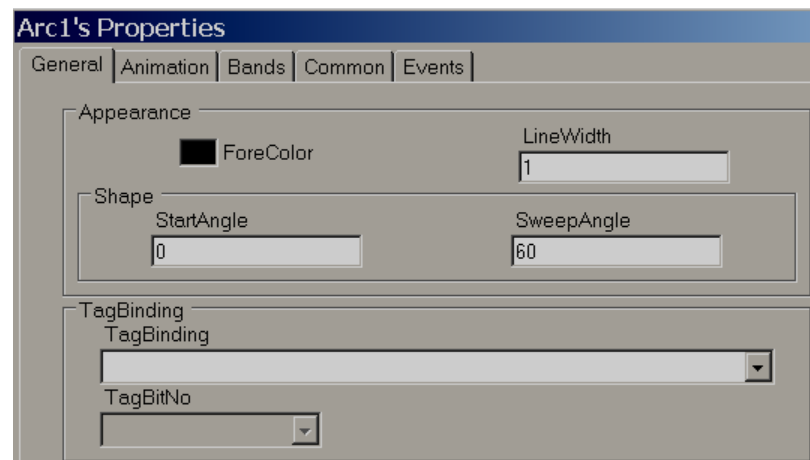 Arc1's Properties
General Animation Bands Common Events
Appearance
ForeColor
LineWidth
1
Shape
StartAngle
SweepAngle
0
60
TagBinding
TagBinding
TagBitNo